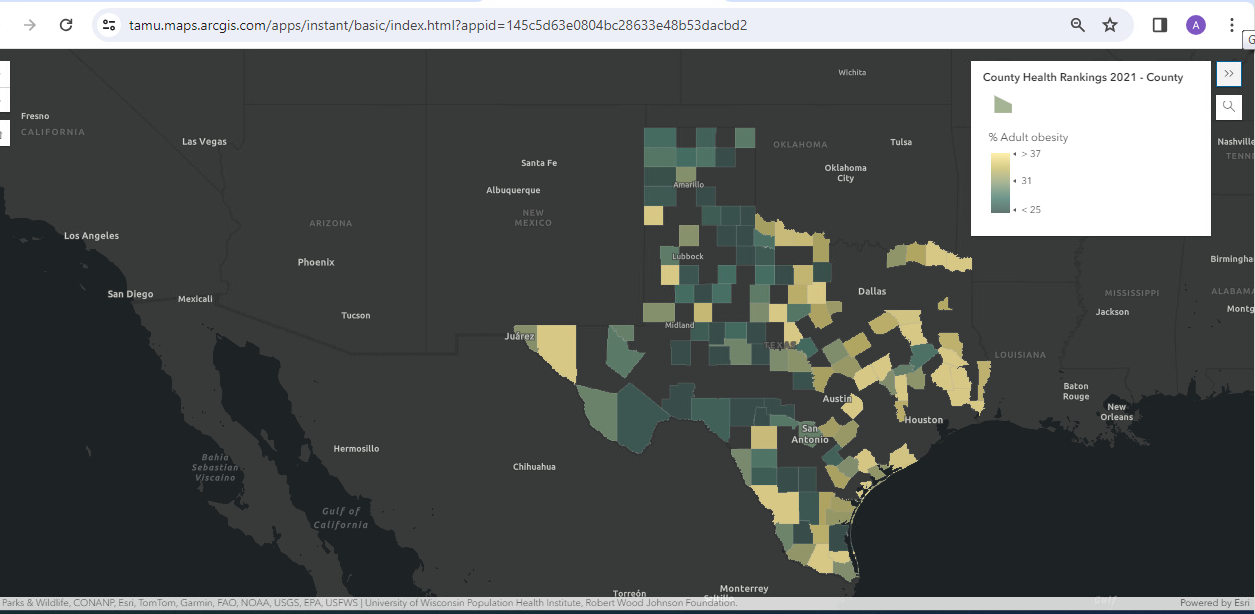 tamu.maps.arcgis.com/apps/instant/basic/index.html?appid=145c5d63e0804bc28633e48b53dacbd2
A
G
Wichita
County Health Rankings 2021 - County
% Adult obesity
> 37
31
< 25
Fresno
CALIFORNIA
Las Vegas
Santa Fe
Albuquerque
NEW
MEXICO
ARIZONA
Amarillo
OKLAHOMA
Tulsa
Oklahoma
City
Nashville
TENN
Los Angeles
Phoenix
Lubbock
Birmingha
San Diego
Mexicali
Tucson
Dallas
MISSISSIPPI
ALABAMA
Jackson
Montg
Juárez
Midland
TEXAS
LOUISIANA
Baton
Rouge
New
Orleans
Austin
Houston
San
Antonio
Hermosillo
Chihuahua
Bahía
Sebastian
Viscaino
Gulf of
California
Torreón
Monterrey
Saltillo
Gulf
Parks & Wildlife, CONANP, Esri, TomTom, Garmin, FAO, NOAA, USGS, EPA, USFWS | University of Wisconsin Population Health Institute, Robert Wood Johnson Foundation.
Powered by Esri